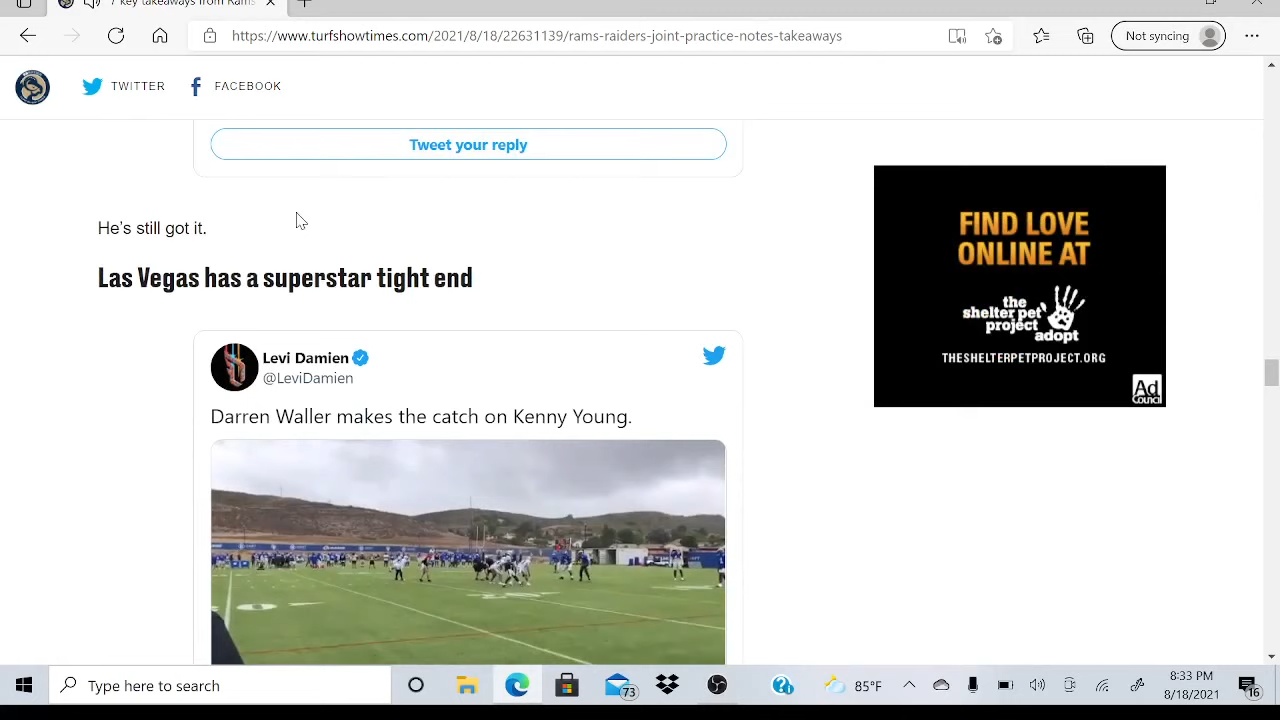 7 key takeaways from Rams
https://www.turfshowtimes.com/2021/8/18/22631139/rams-raiders-joint-practice-notes-takeaways
Not syncing
TWITTER
FACEBOOK
Tweet your reply
He's still got it.
Las Vegas has a superstar tight end
Levi Damien
@LeviDamien
Darren Waller makes the catch on Kenny Young.
FIND LOVE
ONLINE AT
the
shelter pet
project
adopt
THESHELTERPETPROJECT.ORG
Ad
Council
Type here to search
73
85°F
8:33 PM
8/18/2021
16